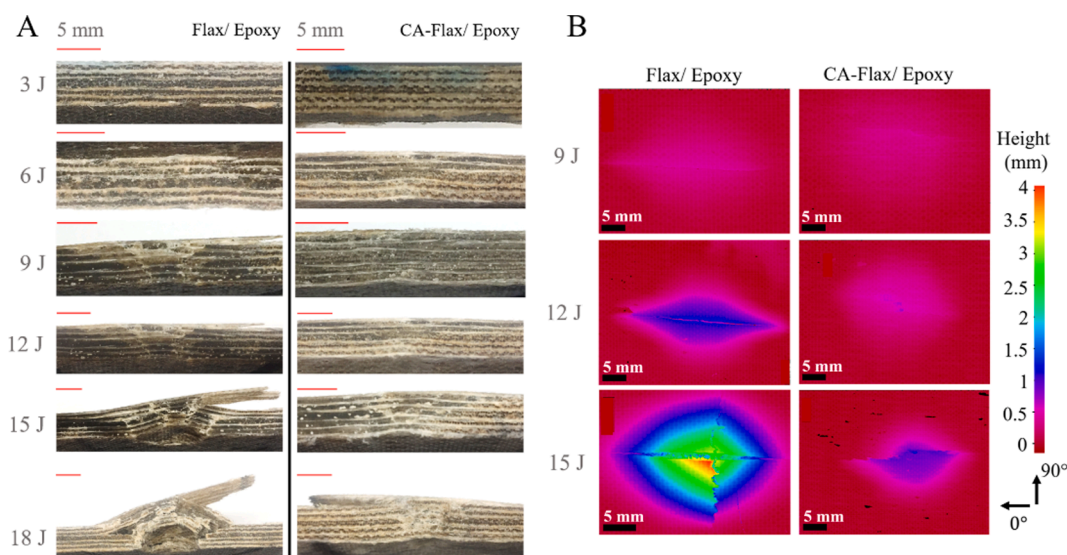 A
5 mm
Flax/ Epoxy
5 mm
CA-Flax/ Epoxy
3 J
6 J
9 J
12 J
15 J
18 J
B
Flax/ Epoxy
CA-Flax/ Epoxy
9 J
5 mm
5 mm
12 J
5 mm
5 mm
15 J
5 mm
5 mm
Height
(mm)
4
3.5
3
2.5
2
1.5
1
0.5
0
90°
0°